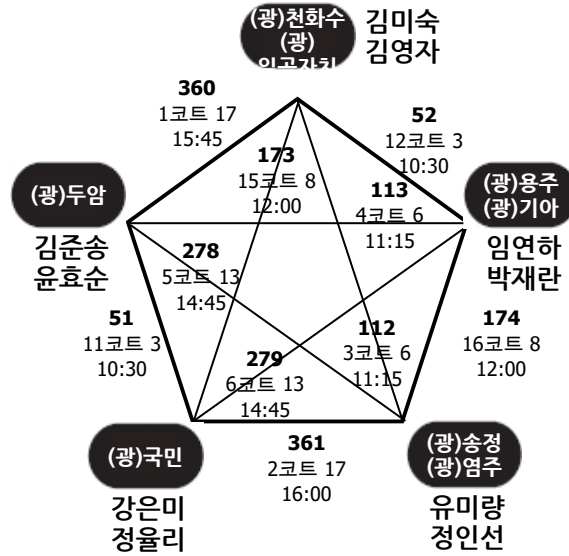 (광)천화수
(광)
김미숙
김영자
360
1코트 17
15:45
52
12코트 3
10:30
173
15코트 8
12:00
113
4코트 6
11:15
(광)두암
김준송
윤효순
(광)용주
(광)기아
임연하
박재란
278
5코트 13
14:45
51
11코트 3
10:30
112
3코트 6
11:15
174
16코트 8
12:00
279
6코트 13
14:45
(광)국민
강은미
정율리
361
2코트 17
16:00
(광)송정
(광)염주
유미량
정인선